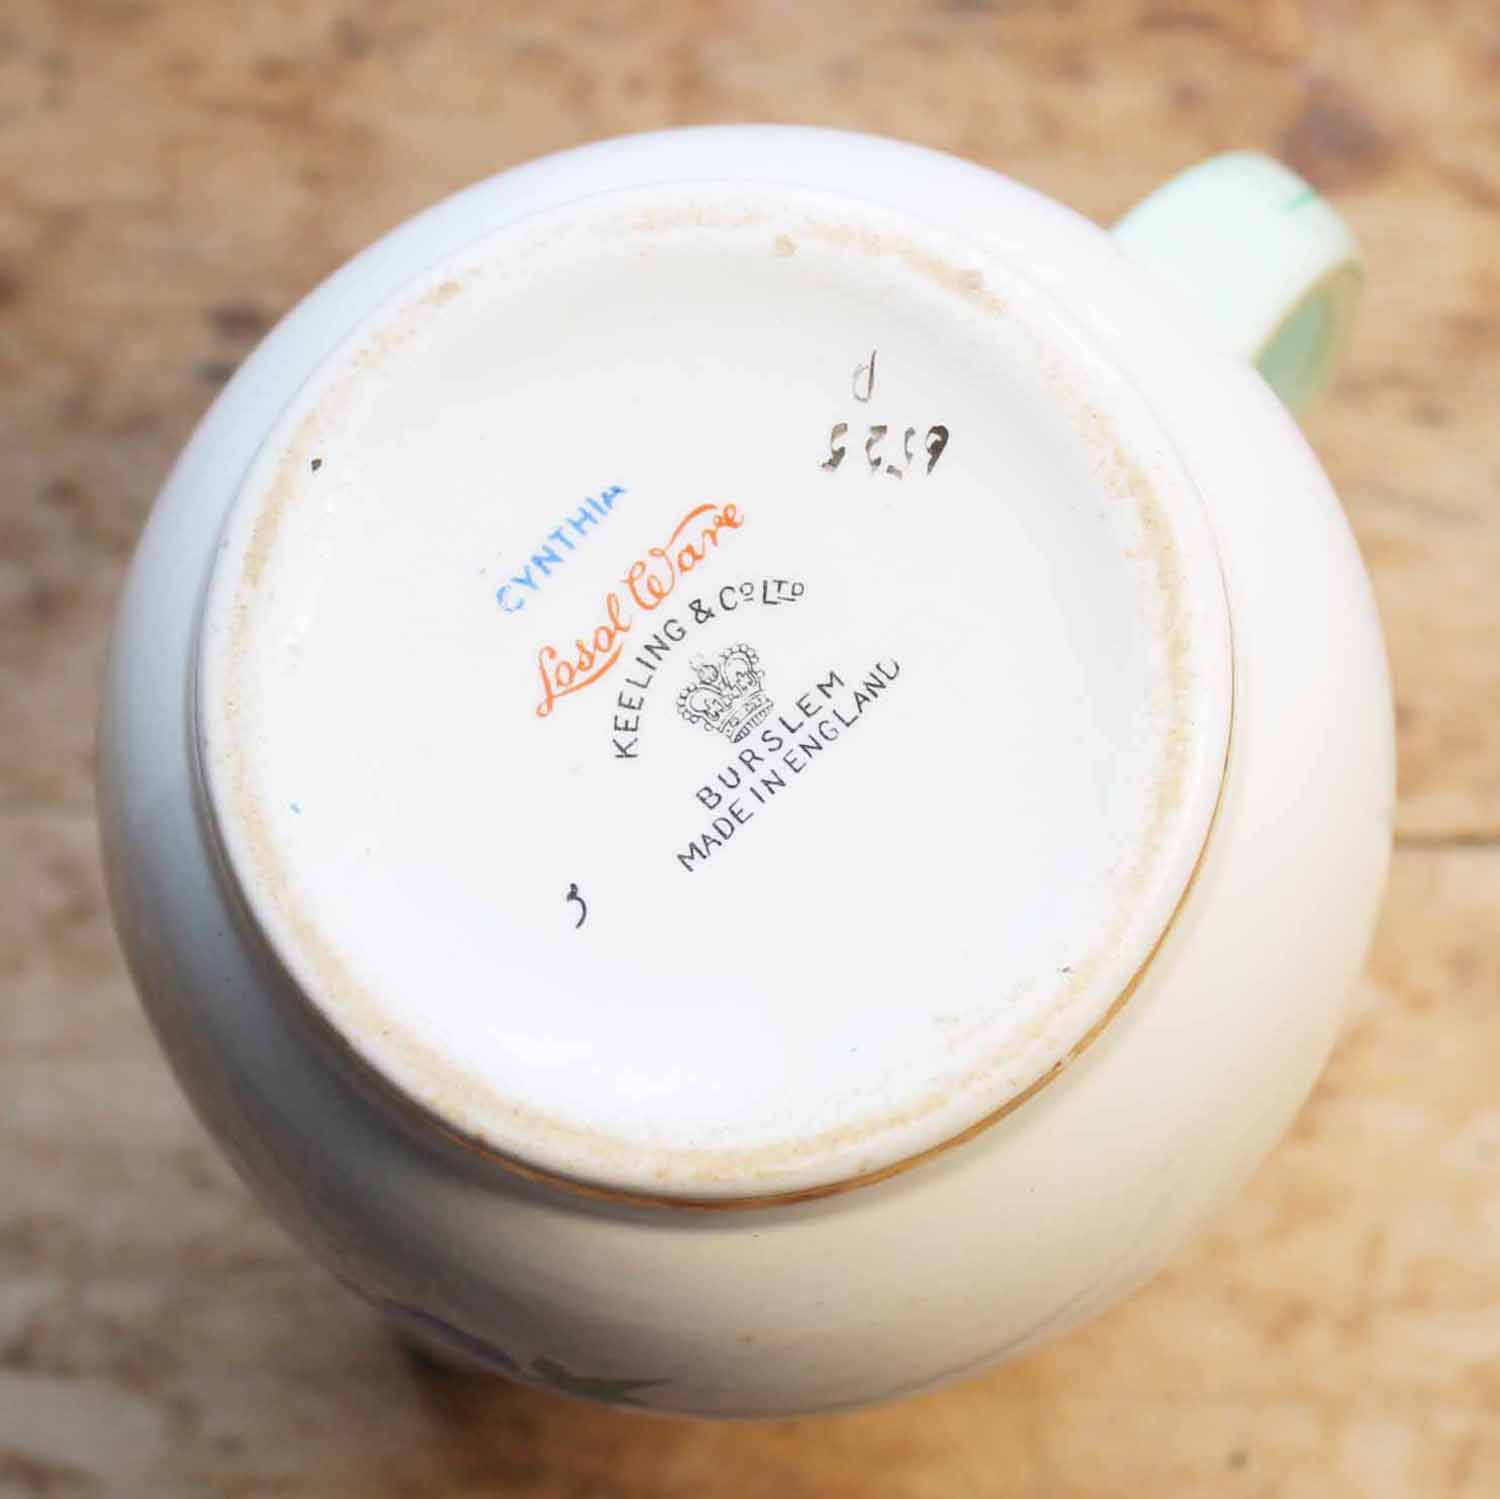 CYNTHIA
Losol Ware
KEELING & Co LTD
BURSLEM
MADE IN ENGLAND